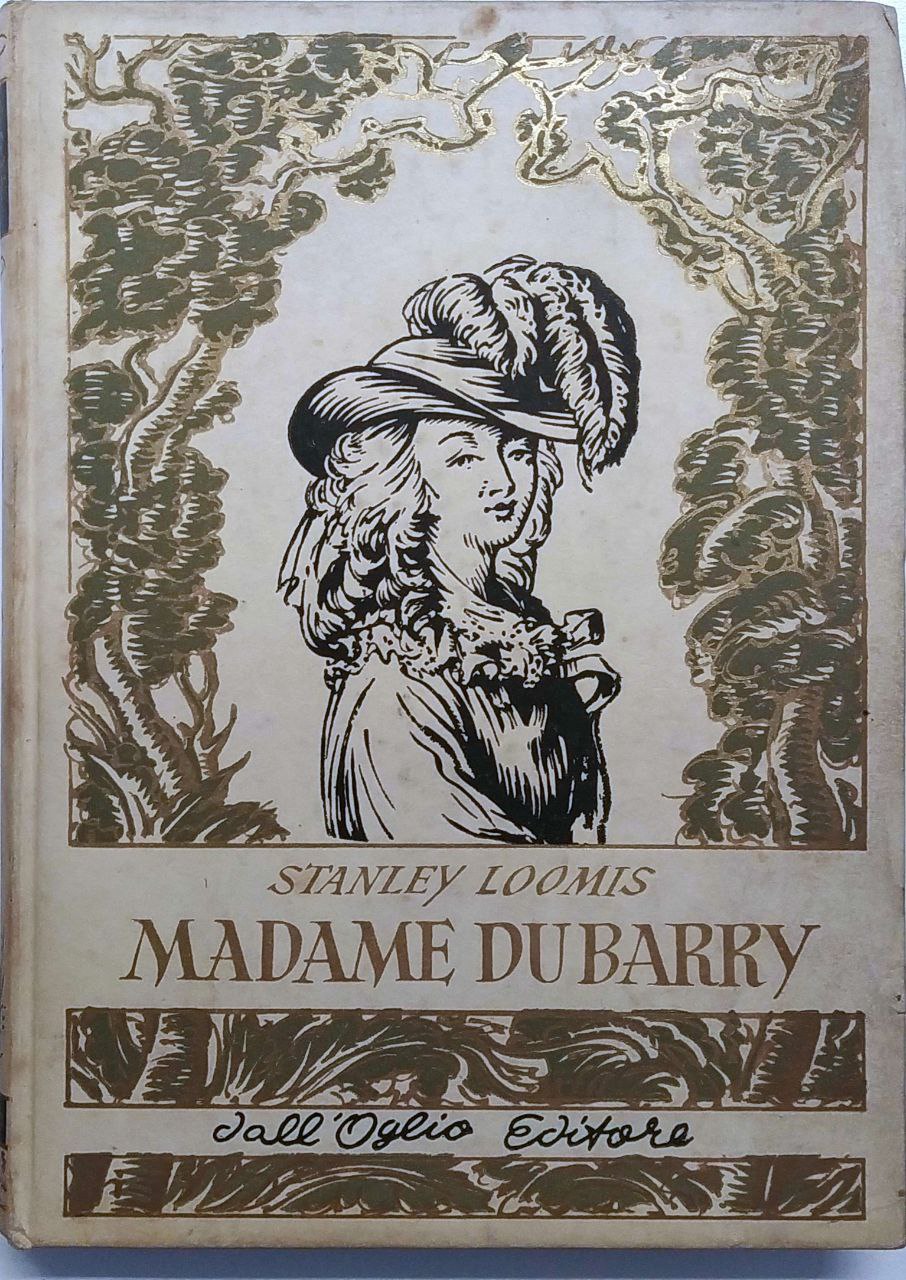 STANLEY LOOMIS
MADAME DU BARRY
dall'Oglio Editore